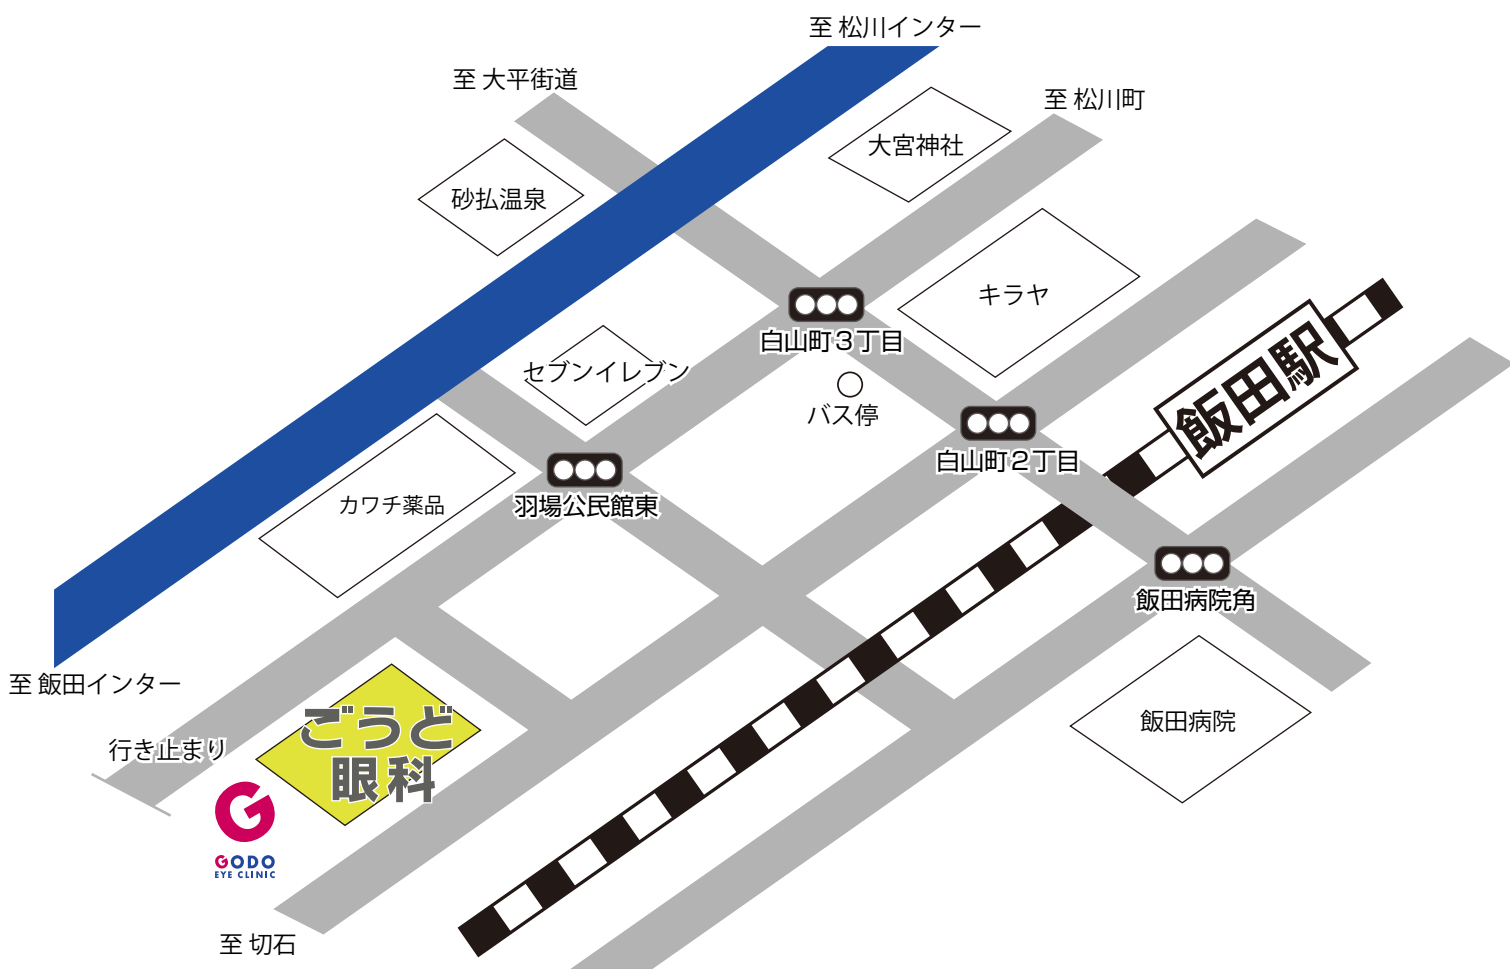 至 松川インター
至 大平街道
至 松川町
大宮神社
砂払温泉
キラヤ
白山町3丁目
飯田駅
セブンイレブン
バス停
白山町2丁目
カワチ薬品
羽場公民館東
飯田病院角
至 飯田インター
ごうど
眼科
飯田病院
行き止まり
GODO
EYE CLINIC
至 切石